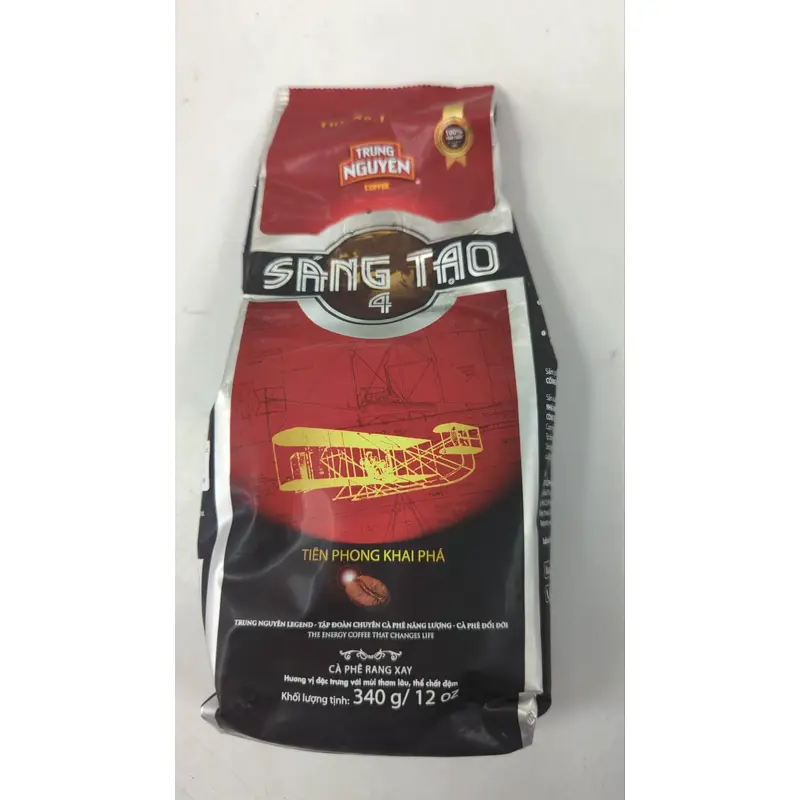 TRUNG
NGUYÊN
COFFEE
100%
SÁNG TẠO
4
TIÊN PHONG KHAI PHÁ
TRUNG NGUYÊN LEGEND - TẬP ĐOÀN CHUYÊN CÀ PHÊ NĂNG LƯỢNG - CÀ PHÊ ĐỔI ĐỜI
THE ENERGY COFFEE THAT CHANGES LIFE
CÀ PHÊ RANG XAY
Hương vị đặc trưng với mùi thơm lâu, thể chất đậm
Khối lượng tịnh: 340 g/ 12 oz